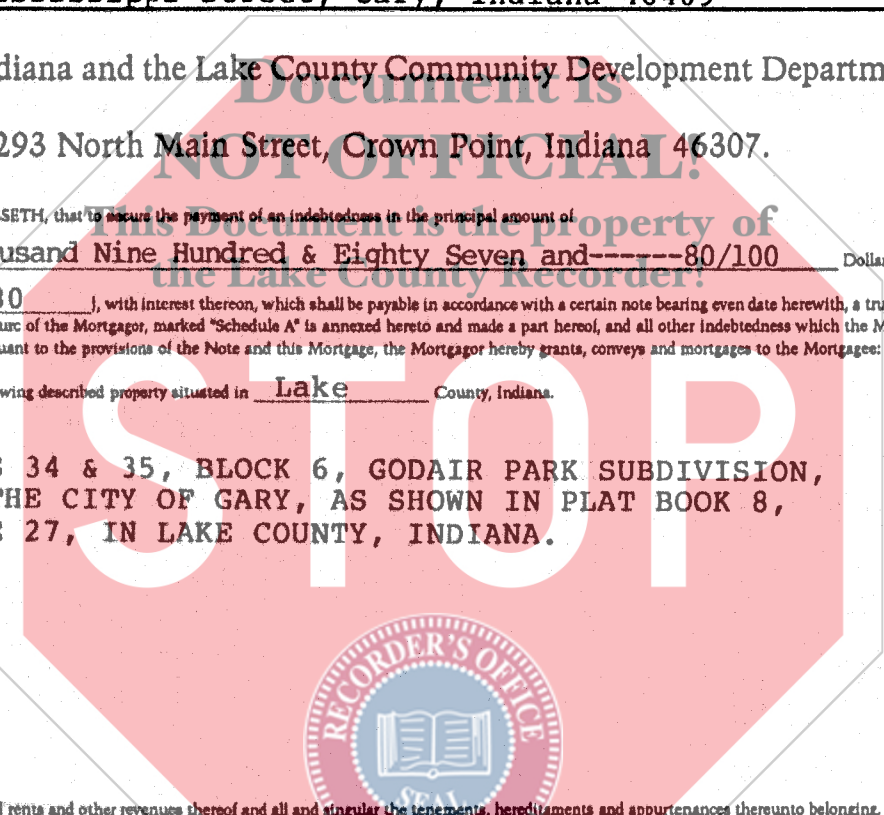 Street, Gary, Indiana 46409
diana and the Lake County Community Development Departm
Document is
293 North Main Street, Crown Point, Indiana 46307.
NOT OFFICIAL!
SETH, that to secure the payment of an indebtedness in the principal amount of
This Document is the property of
usand Nine Hundred & Eighty Seven and------80/100 Dolla
the Lake County Recorder!
80 ), with interest thereon, which shall be payable in accordance with a certain note bearing even date herewith, a tru
ure of the Mortgagor, marked "Schedule A" is annexed hereto and made a part hereof, and all other indebtedness which the M
uant to the provisions of the Note and this Mortgage, the Mortgagor hereby grants, conveys and mortgages to the Mortgagee:
wing described property situated in Lake County, Indiana.
34 & 35, BLOCK 6, GODAIR PARK SUBDIVISION,
THE CITY OF GARY, AS SHOWN IN PLAT BOOK 8,
27, IN LAKE COUNTY, INDIANA.
STOP
RECORDER'S OFFICE
SEAL
rents and other revenues thereof and all and singular the tenements, hereditaments and appurtenances thereunto belonging,